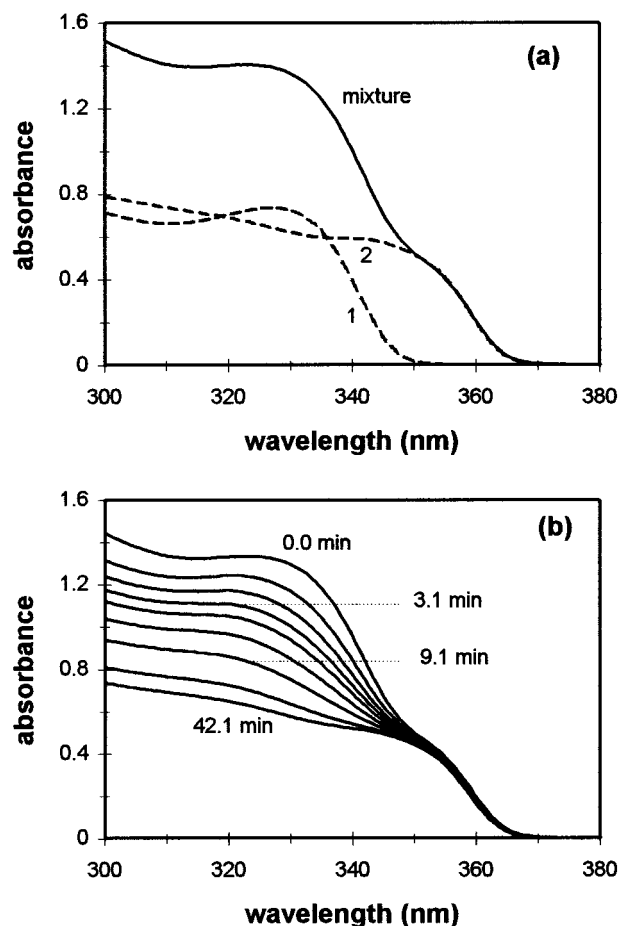 1.6
(a)
mixture
1.2
absorbance
0.8
2
0.4
1
0
300 320 340 360 380
wavelength (nm)
1.6
(b)
0.0 min
1.2
3.1 min
absorbance
9.1 min
0.8
42.1 min
0.4
0
300 320 340 360 380
wavelength (nm)